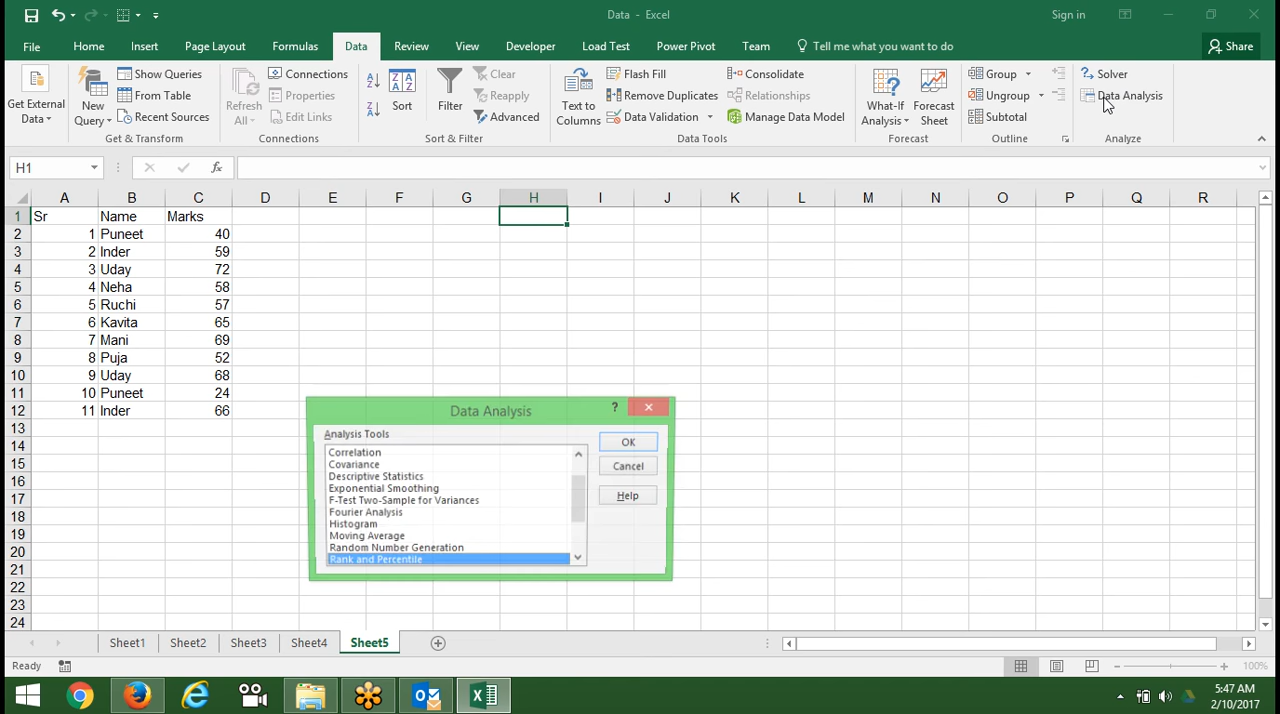 Data - Excel
Sign in
File Home Insert Page Layout Formulas Data Review View Developer Load Test Power Pivot Team Tell me what you want to do Share
Get External Data
New Query
Show Queries
From Table
Recent Sources
Get & Transform
Refresh All
Connections
Properties
Edit Links
Connections
Sort
Filter
Clear
Reapply
Advanced
Sort & Filter
Text to Columns
Flash Fill
Remove Duplicates
Data Validation
Consolidate
Relationships
Manage Data Model
Data Tools
What-If Analysis
Forecast Sheet
Forecast
Group
Ungroup
Subtotal
Outline
Solver
Data Analysis
Analyze
H1
fx
A B C D E F G H I J K L M N O P Q R
1 Sr Name Marks
2 1 Puneet 40
3 2 Inder 59
4 3 Uday 72
5 4 Neha 58
6 5 Ruchi 57
7 6 Kavita 65
8 7 Mani 69
9 8 Puja 52
10 9 Uday 68
11 10 Puneet 24
12 11 Inder 66
13
14
15
16
17
18
19
20
21
22
23
24
Data Analysis ?
Analysis Tools
Correlation
Covariance
Descriptive Statistics
Exponential Smoothing
F-Test Two-Sample for Variances
Fourier Analysis
Histogram
Moving Average
Random Number Generation
Rank and Percentile
OK
Cancel
Help
Sheet1 Sheet2 Sheet3 Sheet4 Sheet5
Ready
100%
5:47 AM
2/10/2017